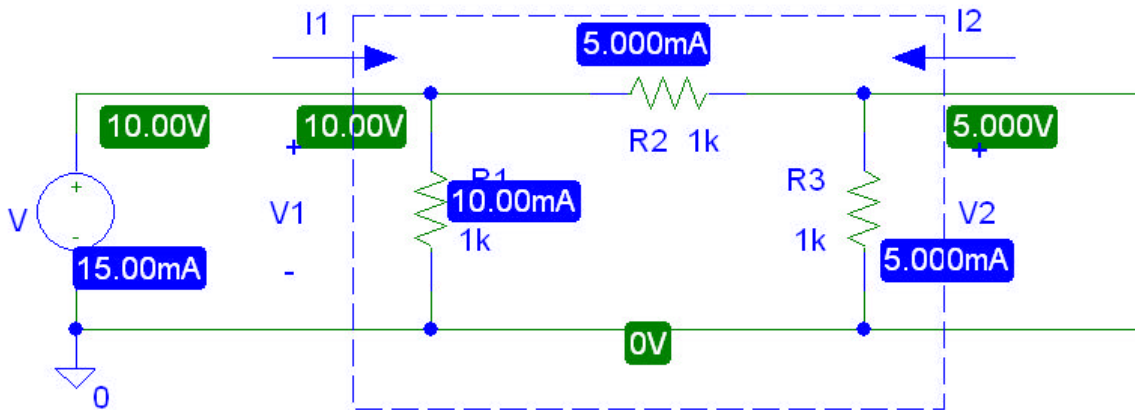 I1
I2
5.000mA
10.00V
10.00V
5.000V
R2 1k
+
+
+
R1
R3
10.00mA
V
V1
V2
-
1k
1k
15.00mA
5.000mA
-
0V
0